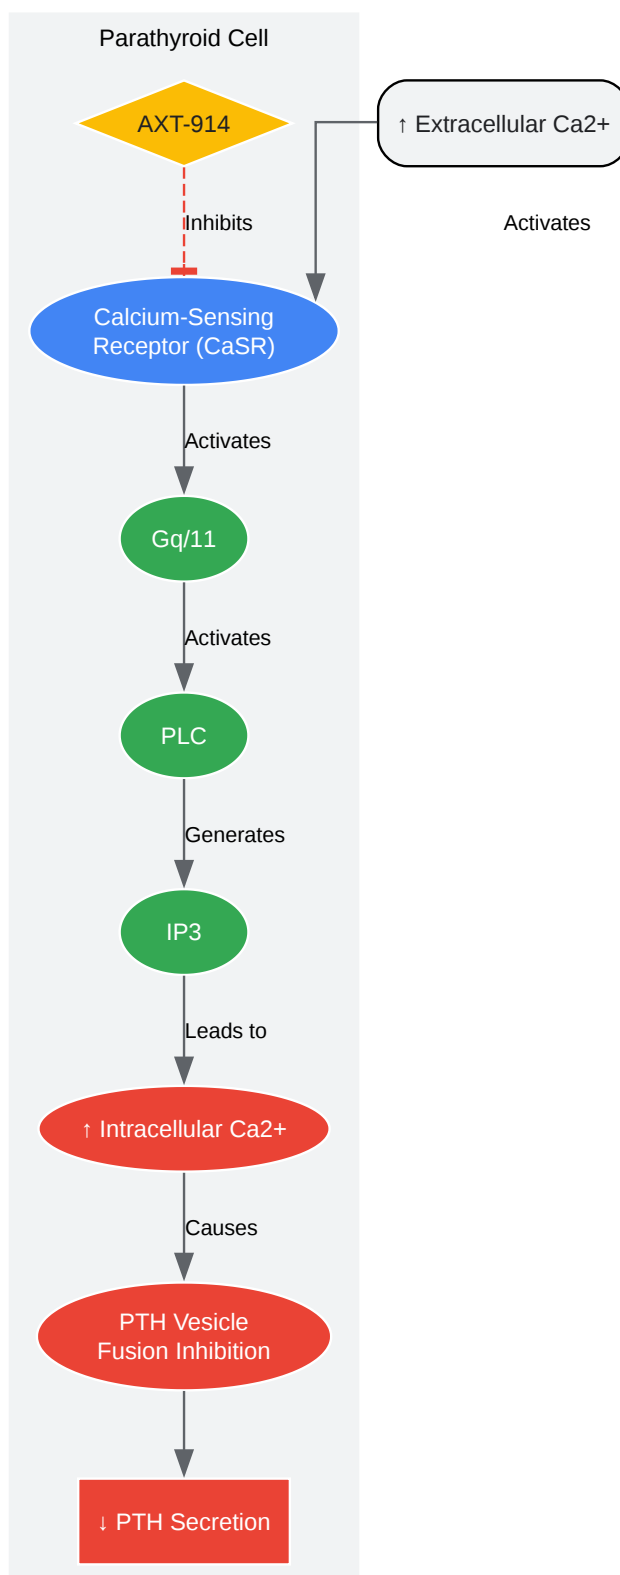 Parathyroid Cell
AXT-914
↑ Extracellular Ca2+
Inhibits
Activates
Calcium-Sensing
Receptor (CaSR)
Activates
Gq/11
Activates
PLC
Generates
IP3
Leads to
↑ Intracellular Ca2+
Causes
PTH Vesicle
Fusion Inhibition
↓ PTH Secretion